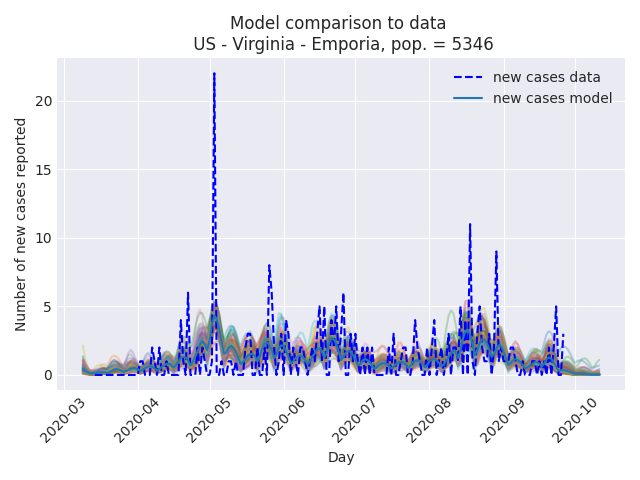 Model comparison to data
US - Virginia - Emporia, pop. = 5346
new cases data
new cases model
Number of new cases reported
20
15
10
5
0
2020-03
2020-04
2020-05
2020-06
2020-07
2020-08
2020-09
2020-10
Day